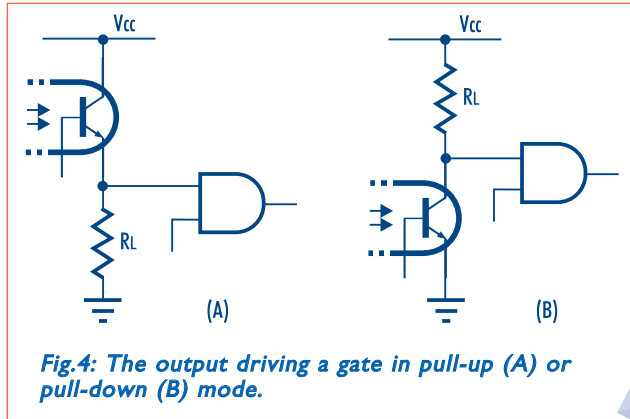 Vcc
Vcc
RL
RL
(A)
(B)
Fig.4: The output driving a gate in pull-up (A) or
pull-down (B) mode.